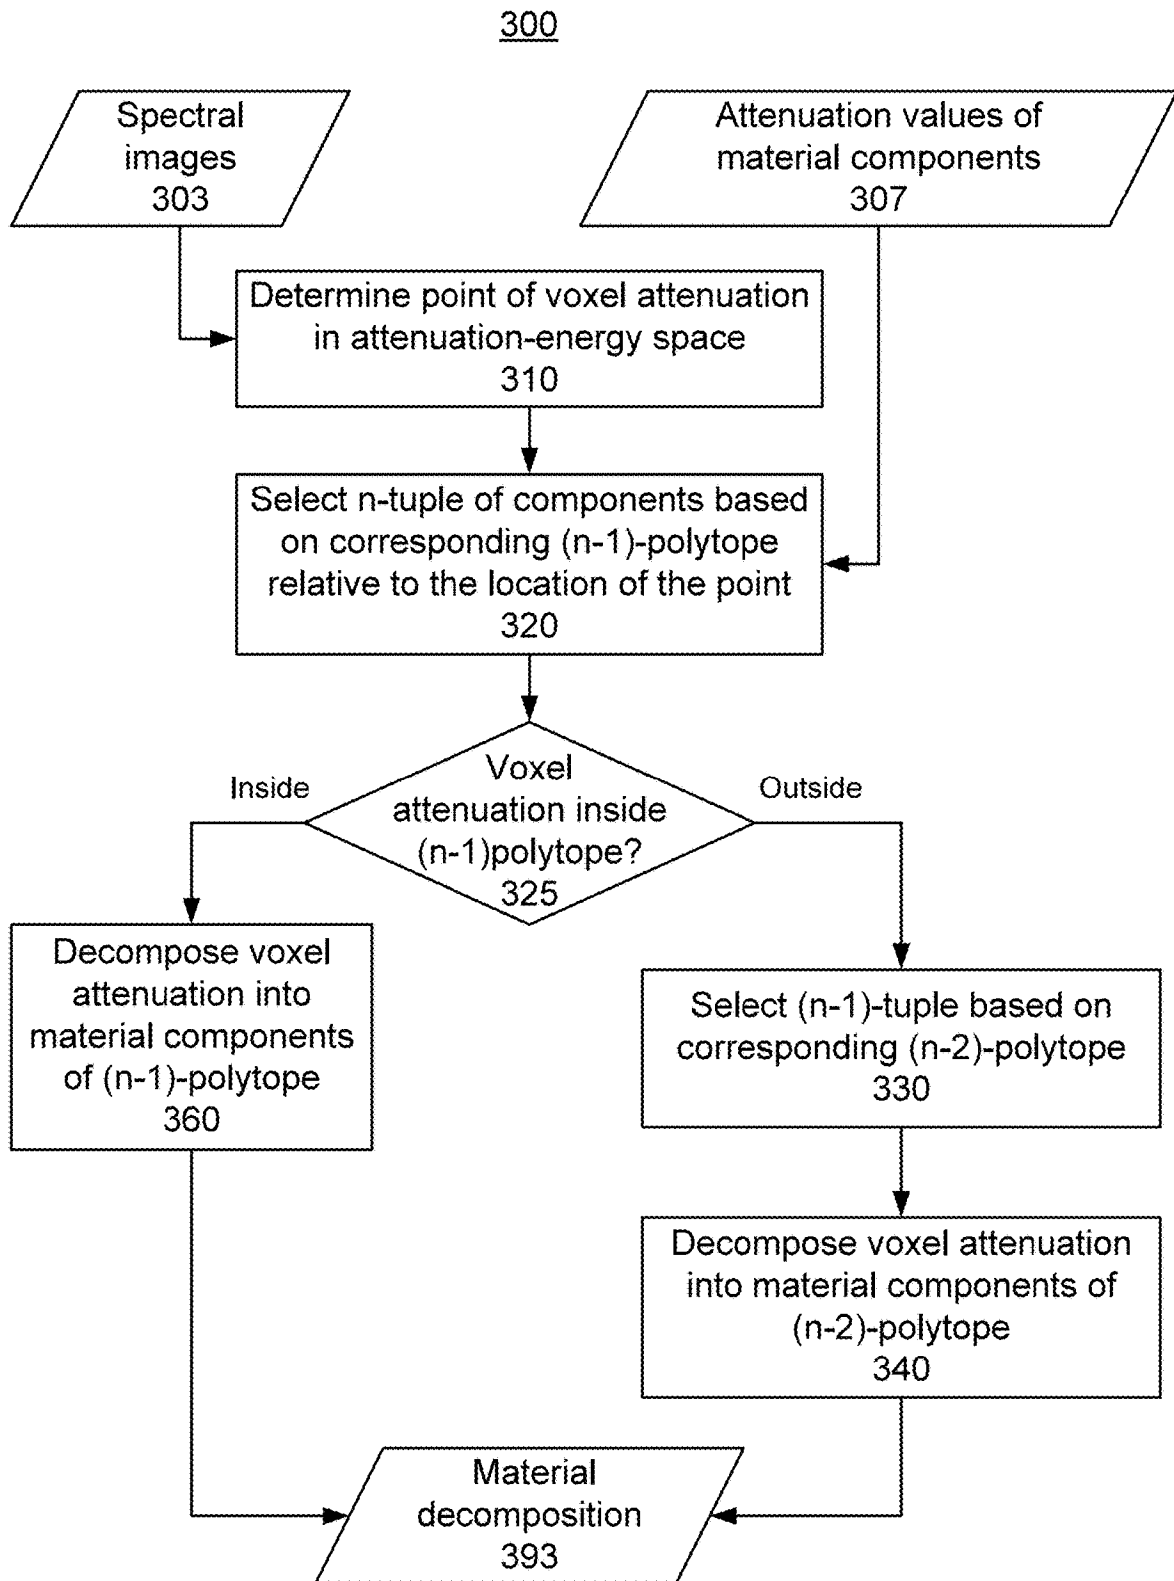 300
Spectral
images
303
Attenuation values of
material components
307
Determine point of voxel attenuation
in attenuation-energy space
310
Select n-tuple of components based
on corresponding (n-1)-polytope
relative to the location of the point
320
Voxel
attenuation inside
(n-1)polytope?
325
Inside
Outside
Decompose voxel
attenuation into
material components
of (n-1)-polytope
360
Select (n-1)-tuple based on
corresponding (n-2)-polytope
330
Decompose voxel attenuation
into material components of
(n-2)-polytope
340
Material
decomposition
393